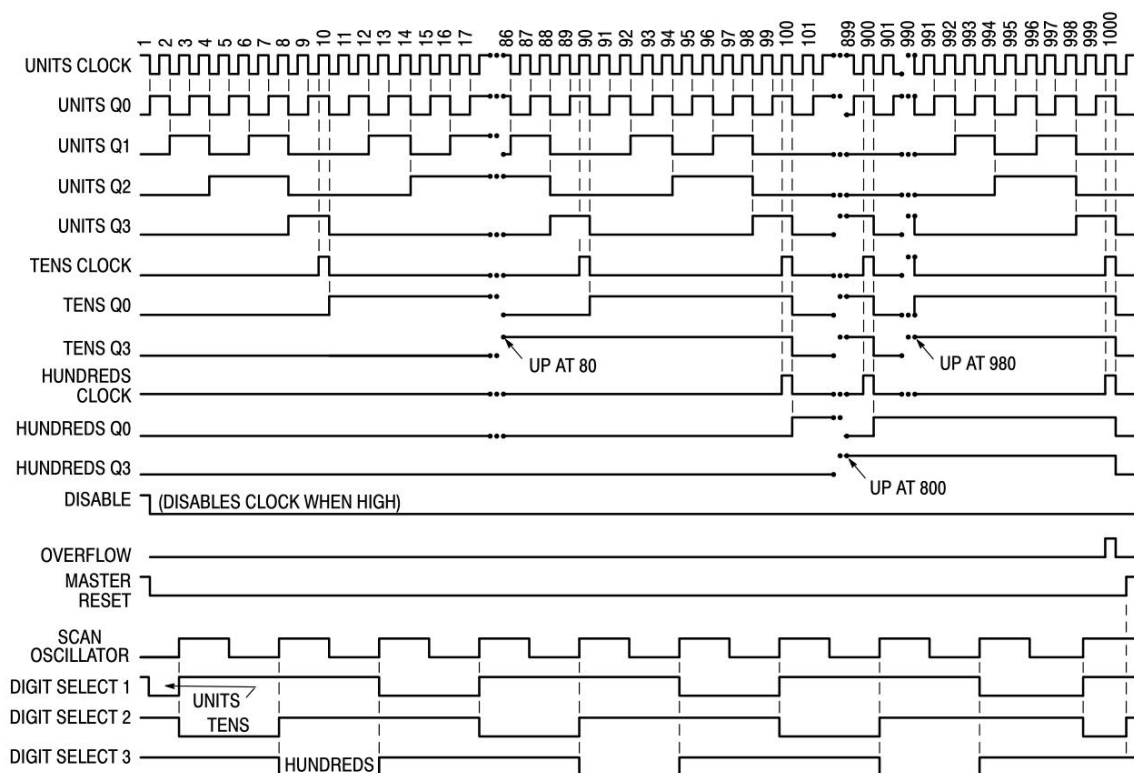 1 2 3 4 5 6 7 8 9 10 11 12 13 14 15 16 17 86 87 88 89 90 91 92 93 94 95 96 97 98 99 100 101 899 900 901 990 991 992 993 994 995 996 997 998 999 1000
UNITS CLOCK
UNITS Q0
UNITS Q1
UNITS Q2
UNITS Q3
TENS CLOCK
TENS Q0
TENS Q3
UP AT 80
UP AT 980
HUNDREDS
CLOCK
HUNDREDS Q0
HUNDREDS Q3
UP AT 800
DISABLE
(DISABLES CLOCK WHEN HIGH)
OVERFLOW
MASTER
RESET
SCAN
OSCILLATOR
DIGIT SELECT 1
UNITS
DIGIT SELECT 2
TENS
DIGIT SELECT 3
HUNDREDS